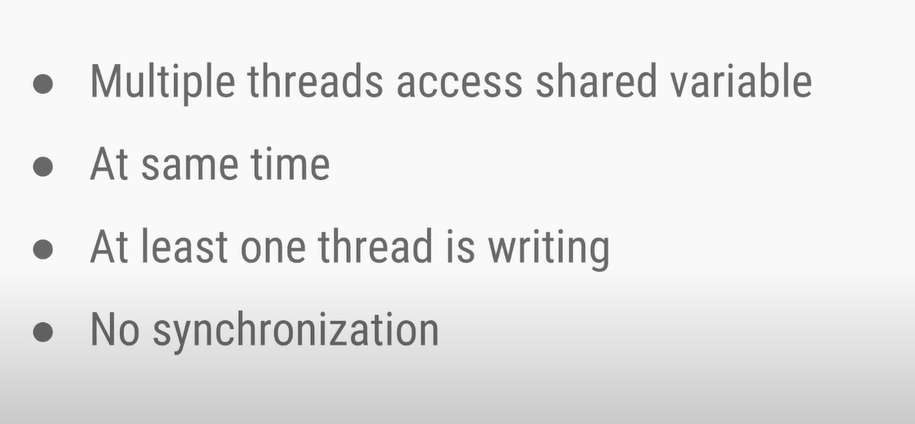 ● Multiple threads access shared variable
● At same time
● At least one thread is writing
● No synchronization